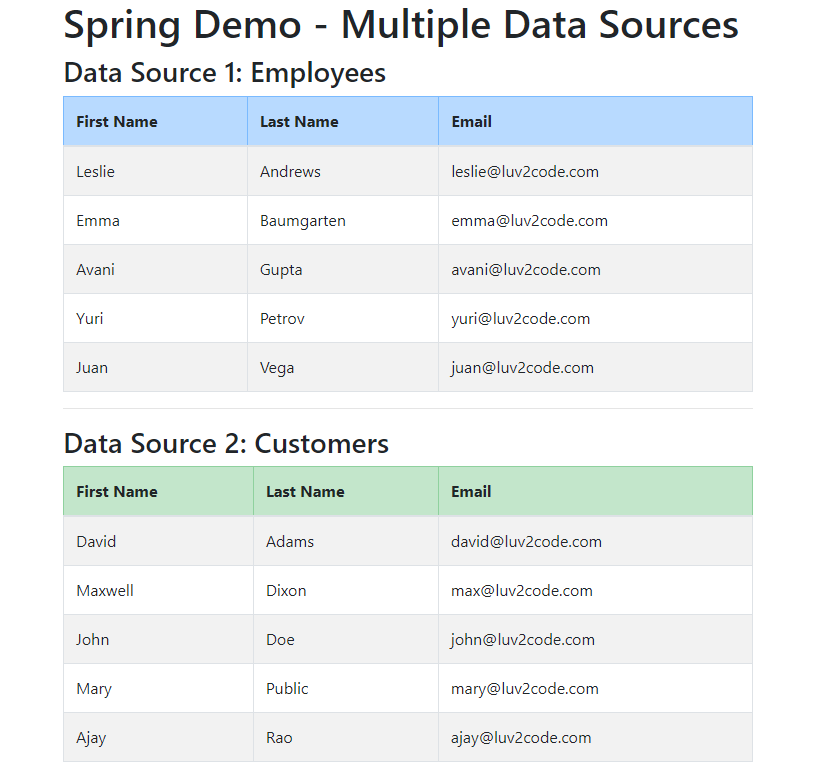 Spring Demo - Multiple Data Sources
Data Source 1: Employees
First Name Last Name Email
Leslie Andrews leslie@luv2code.com
Emma Baumgarten emma@luv2code.com
Avani Gupta avani@luv2code.com
Yuri Petrov yuri@luv2code.com
Juan Vega juan@luv2code.com
Data Source 2: Customers
First Name Last Name Email
David Adams david@luv2code.com
Maxwell Dixon max@luv2code.com
John Doe john@luv2code.com
Mary Public mary@luv2code.com
Ajay Rao ajay@luv2code.com